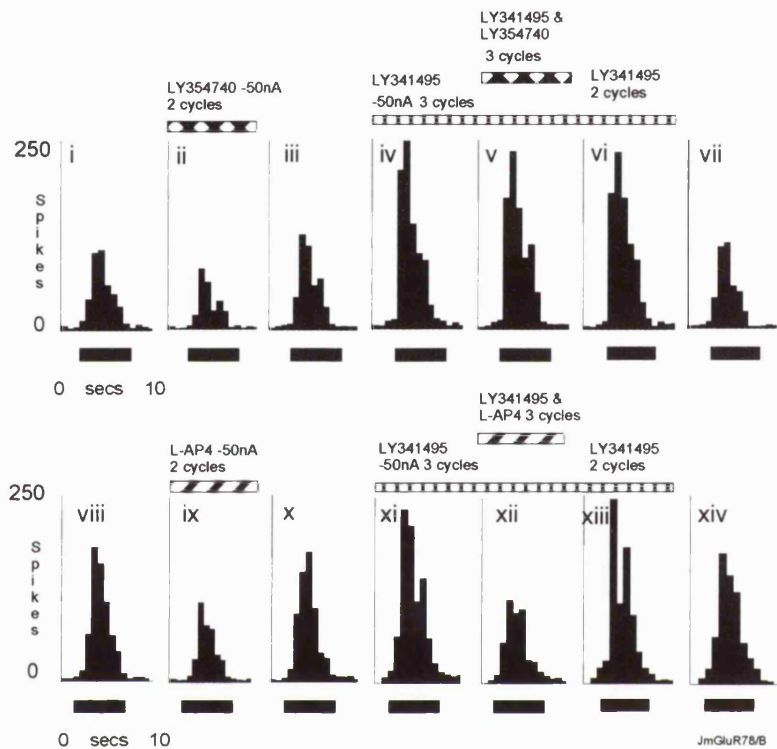 LY341495 &
LY354740
3 cycles
LY354740 -50nA
2 cycles
LY341495
-50nA 3 cycles
LY341495
2 cycles
250
i
ii
iii
iv
v
vi
vii
Spikes
0
0 secs 10
LY341495 &
L-AP4 3 cycles
L-AP4 -50nA
2 cycles
LY341495
-50nA 3 cycles
LY341495
2 cycles
250
viii
ix
x
xi
xii
xiii
xiv
Spikes
0
0 secs 10
JmGluR78/B